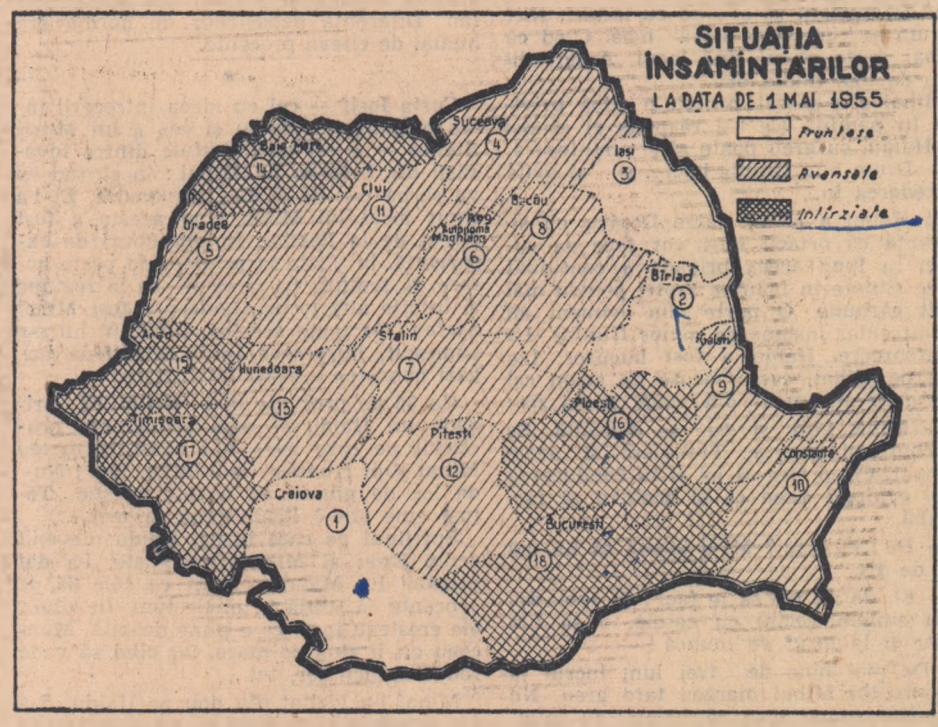 SITUAŢIA
ÎNSĂMÎNŢĂRILOR
LA DATA DE 1 MAI 1955
Fruntașe
Avansate
Întîrziate
Suceava
4
Iași
3
Baia Mare
14
Cluj
11
Bacău
8
Oradea
5
Reg.
Autonomă
Maghiară
6
Bîrlad
2
Galați
9
Arad
15
Stalin
7
Hunedoara
13
Ploești
16
Timișoara
17
Pitești
12
Constanța
10
Craiova
1
București
18